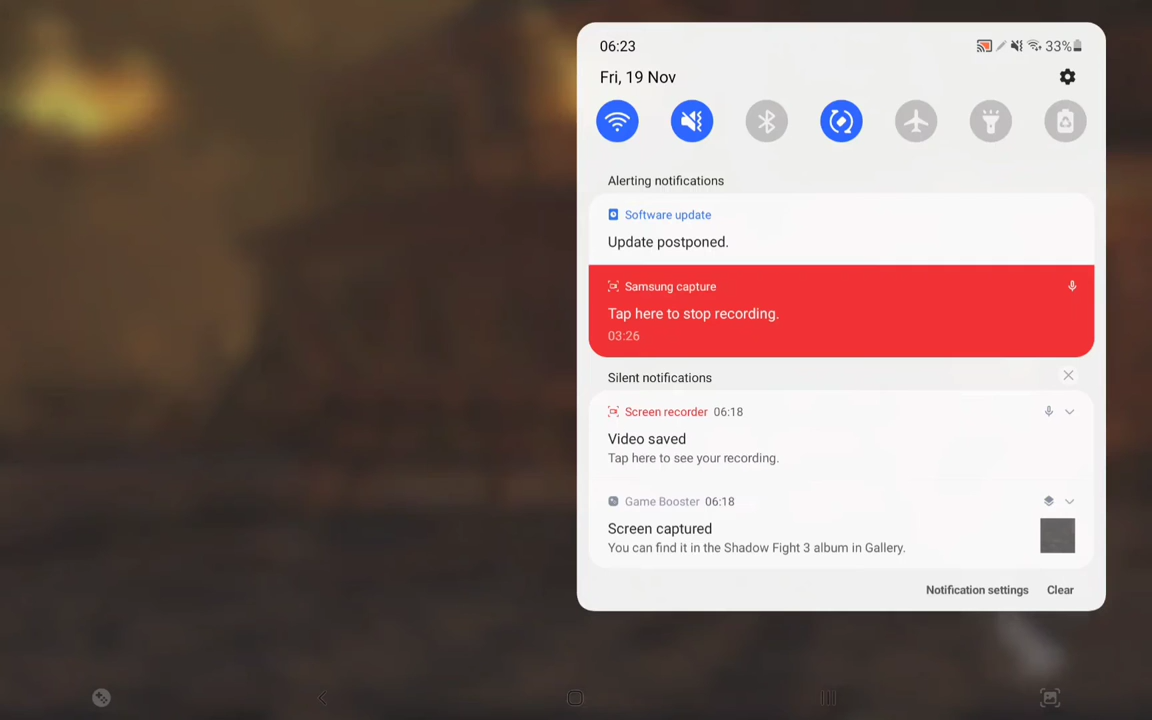 06:23
33%
Fri, 19 Nov
Alerting notifications
Software update
Update postponed.
Samsung capture
Tap here to stop recording.
03:26
Silent notifications
Screen recorder 06:18
Video saved
Tap here to see your recording.
Game Booster 06:18
Screen captured
You can find it in the Shadow Fight 3 album in Gallery.
Notification settings Clear